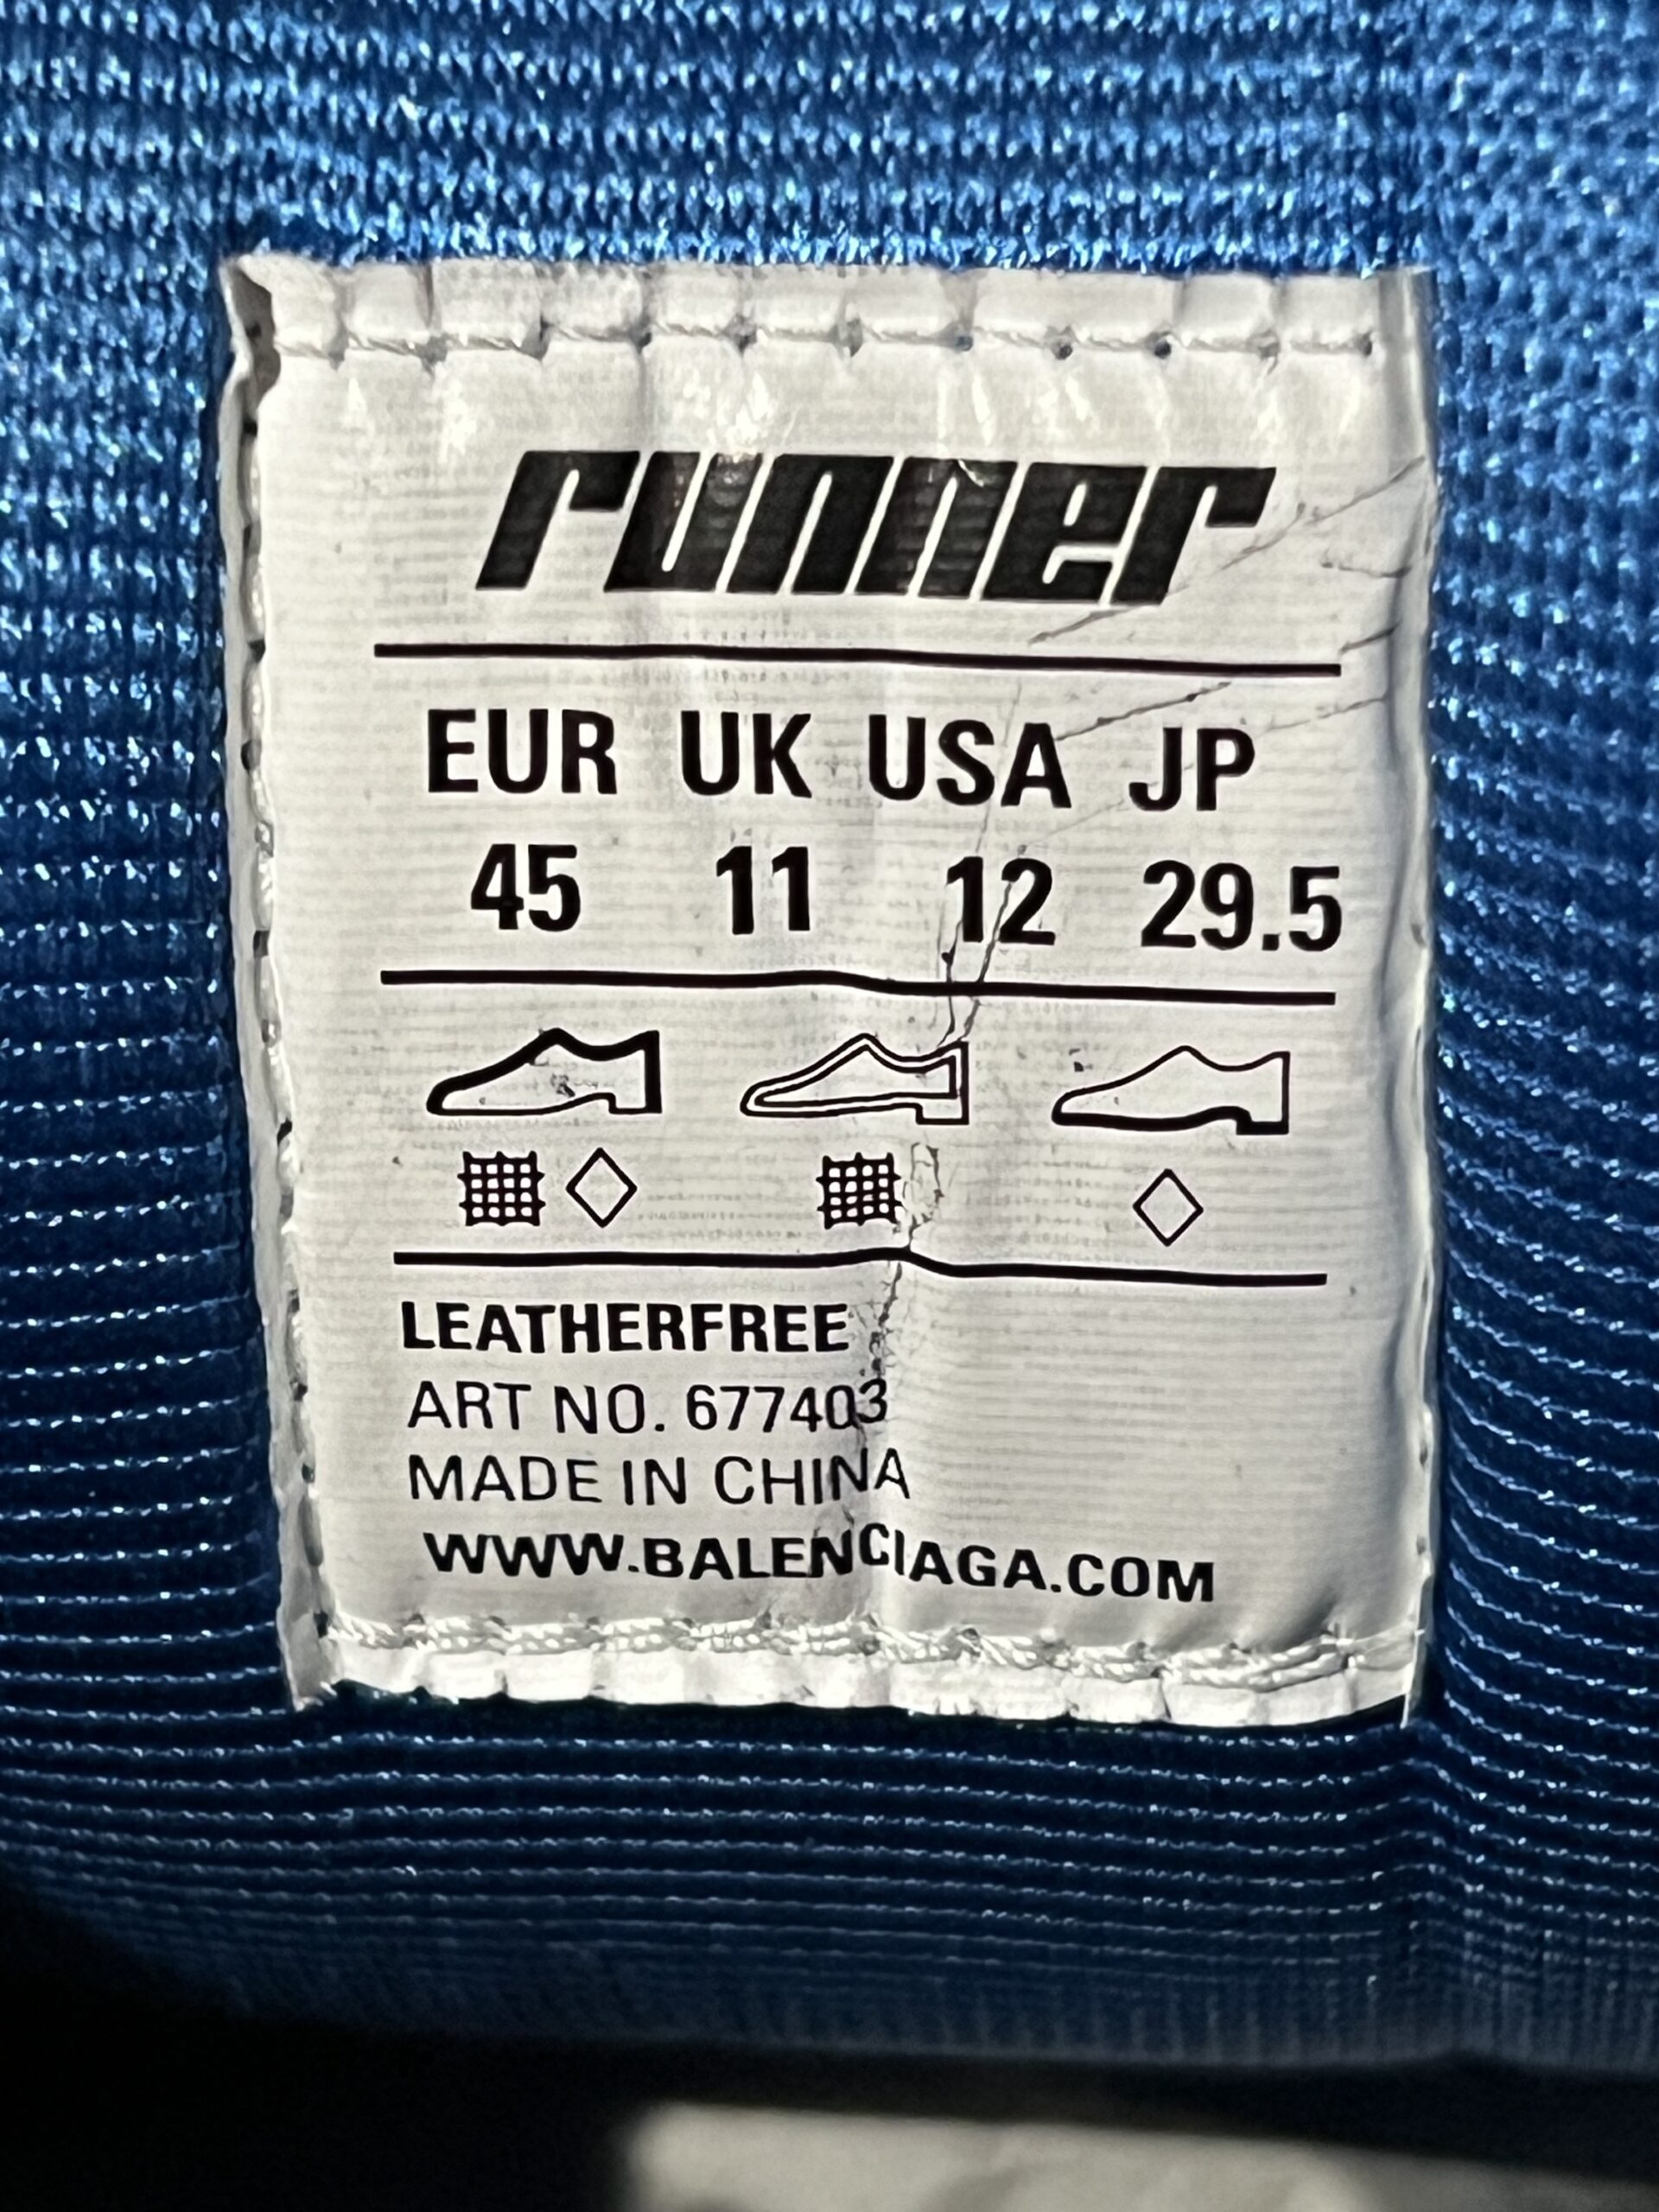 runner
EUR UK USA JP
45 11 12 29.5
LEATHERFREE
ART NO. 677403
MADE IN CHINA
WWW.BALENCIAGA.COM